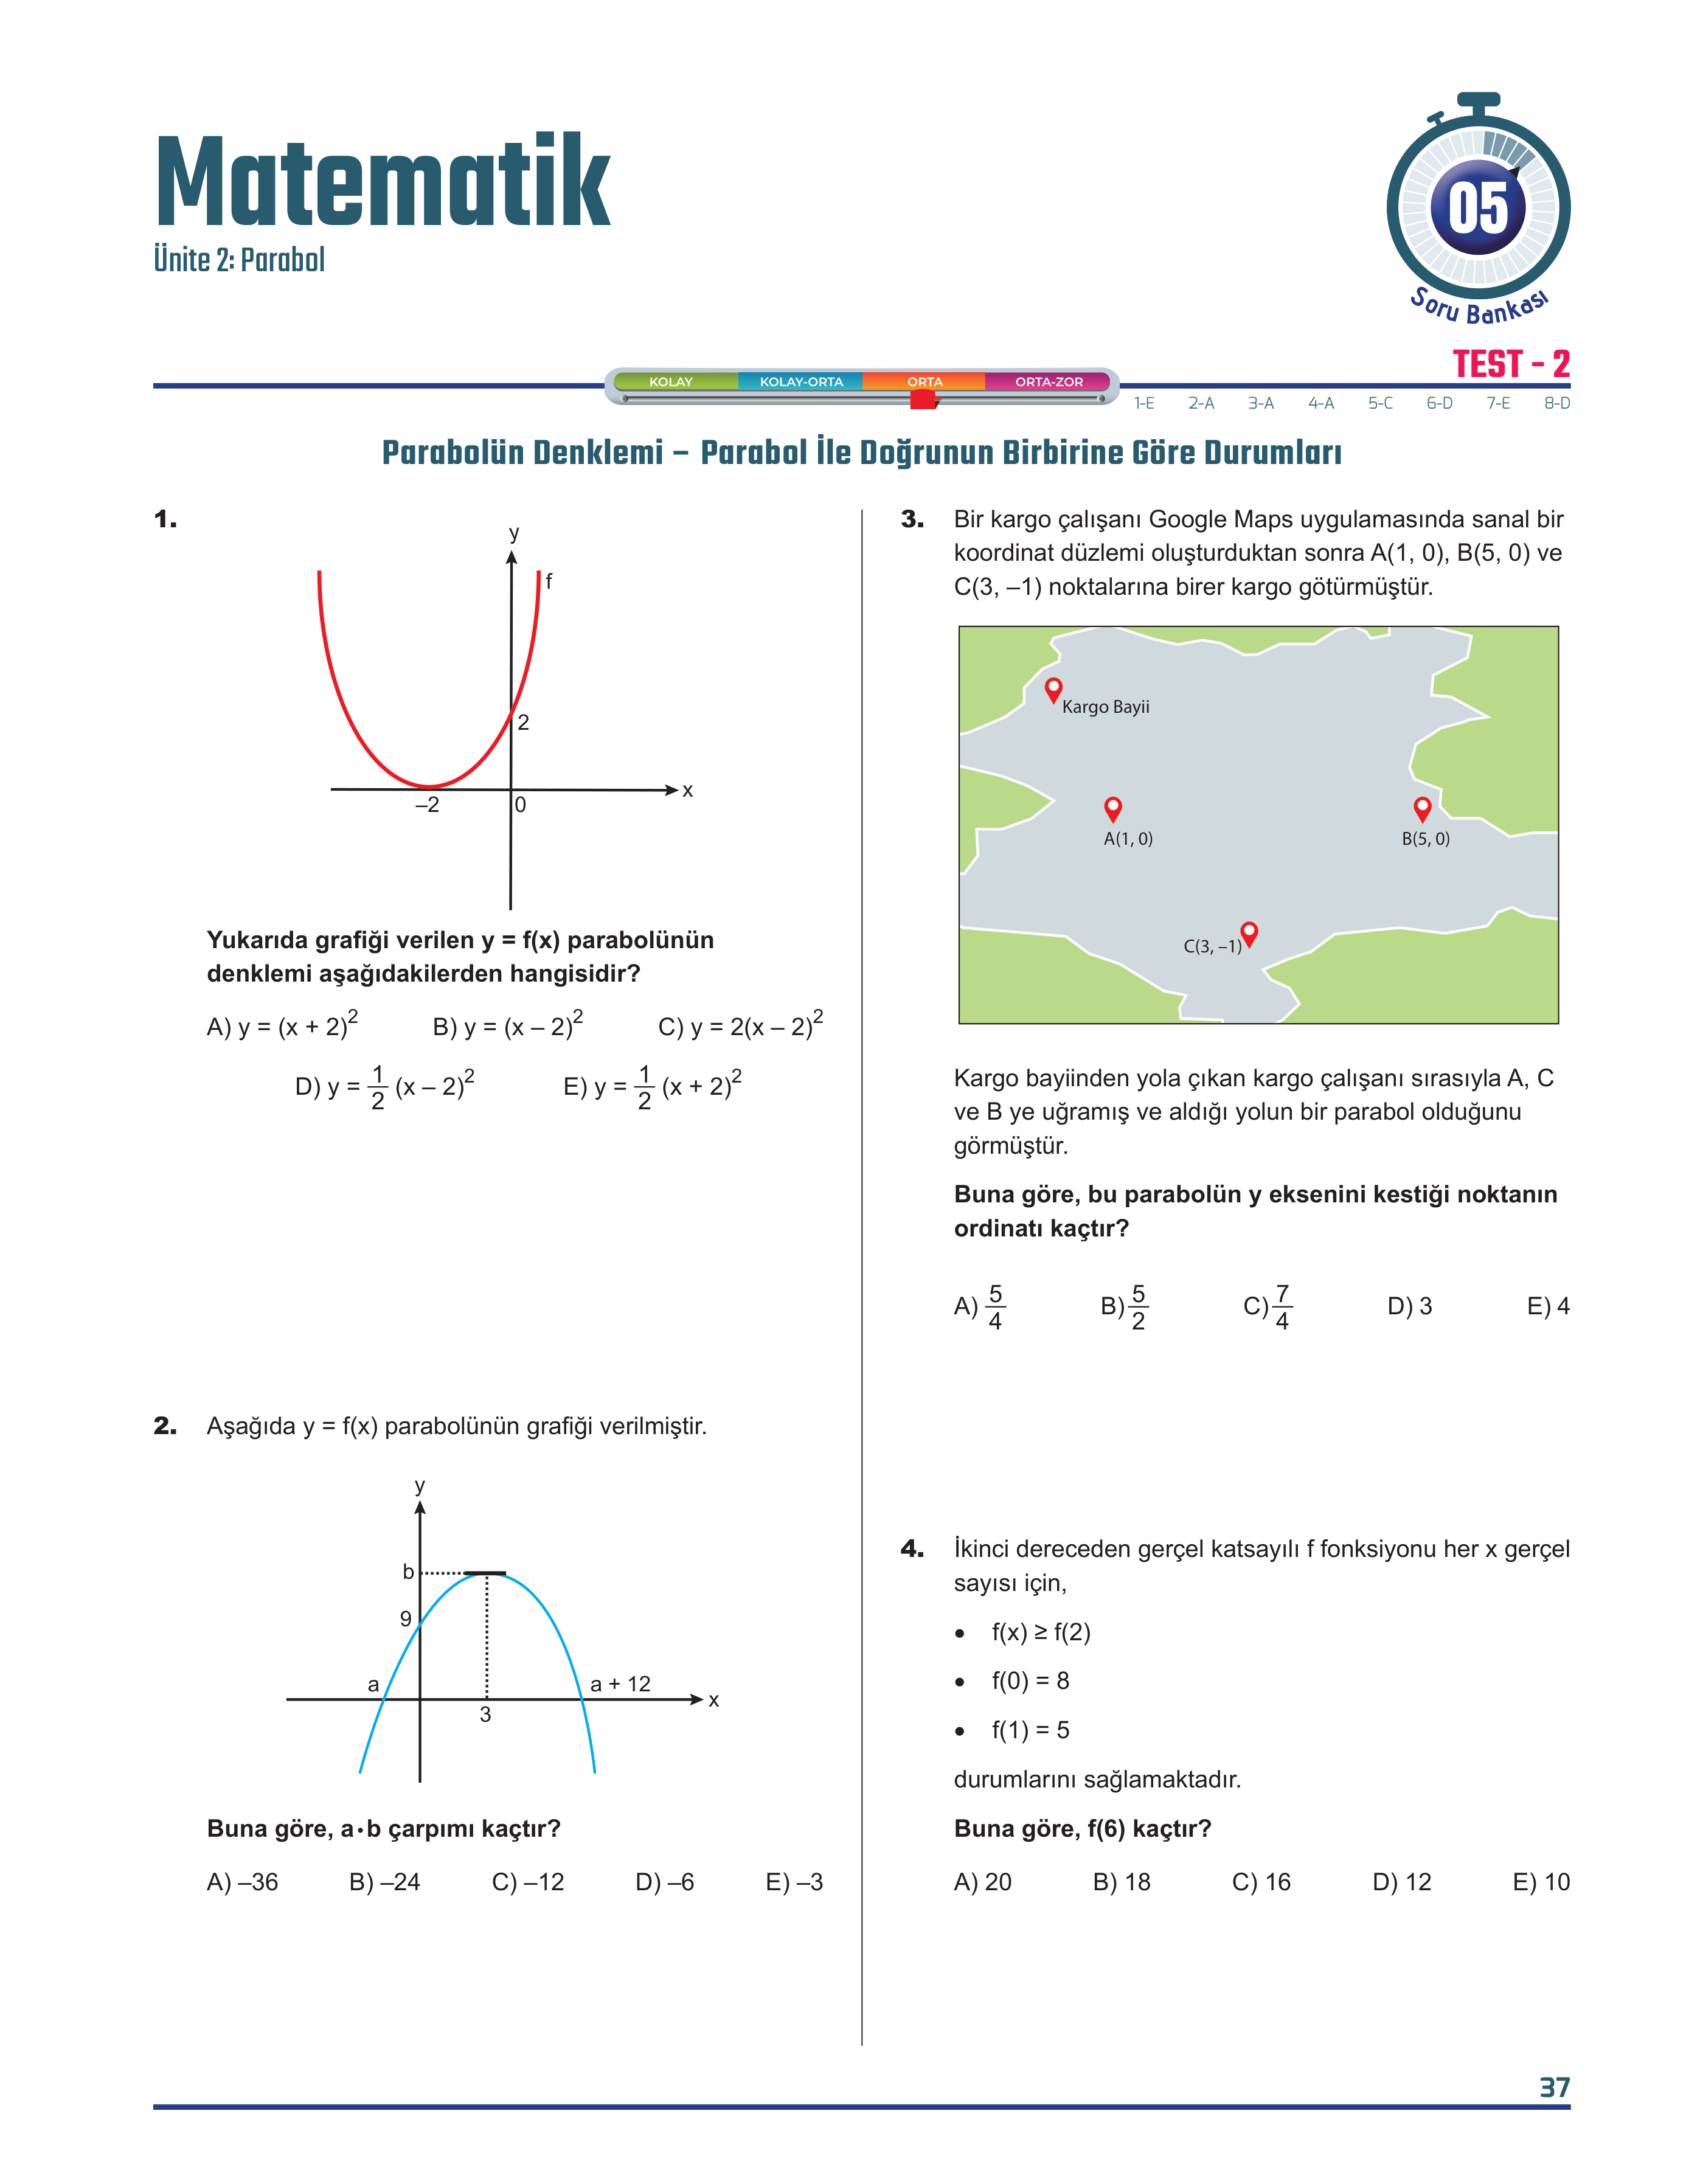 Matematik
Ünite 2: Parabol
05
Soru Bankası
TEST - 2
KOLAY KOLAY-ORTA ORTA ORTA-ZOR
1-E 2-A 3-A 4-A 5-C 6-D 7-E 8-D
Parabolün Denklemi – Parabol İle Doğrunun Birbirine Göre Durumları
1.
y
f
2
x
–2
0
Yukarıda grafiği verilen y = f(x) parabolünün
denklemi aşağıdakilerden hangisidir?
A) y = (x + 2)² B) y = (x – 2)² C) y = 2(x – 2)²
D) y = 1/2 (x – 2)² E) y = 1/2 (x + 2)²
2. Aşağıda y = f(x) parabolünün grafiği verilmiştir.
y
b
9
a
a + 12
x
3
Buna göre, a·b çarpımı kaçtır?
A) –36 B) –24 C) –12 D) –6 E) –3
3. Bir kargo çalışanı Google Maps uygulamasında sanal bir
koordinat düzlemi oluşturduktan sonra A(1, 0), B(5, 0) ve
C(3, –1) noktalarına birer kargo götürmüştür.
Kargo Bayii
A(1, 0)
B(5, 0)
C(3, –1)
Kargo bayiinden yola çıkan kargo çalışanı sırasıyla A, C
ve B ye uğramış ve aldığı yolun bir parabol olduğunu
görmüştür.
Buna göre, bu parabolün y eksenini kestiği noktanın
ordinatı kaçtır?
A) 5/4 B) 5/2 C) 7/4 D) 3 E) 4
4. İkinci dereceden gerçel katsayılı f fonksiyonu her x gerçel
sayısı için,
• f(x) ≥ f(2)
• f(0) = 8
• f(1) = 5
durumlarını sağlamaktadır.
Buna göre, f(6) kaçtır?
A) 20 B) 18 C) 16 D) 12 E) 10
37